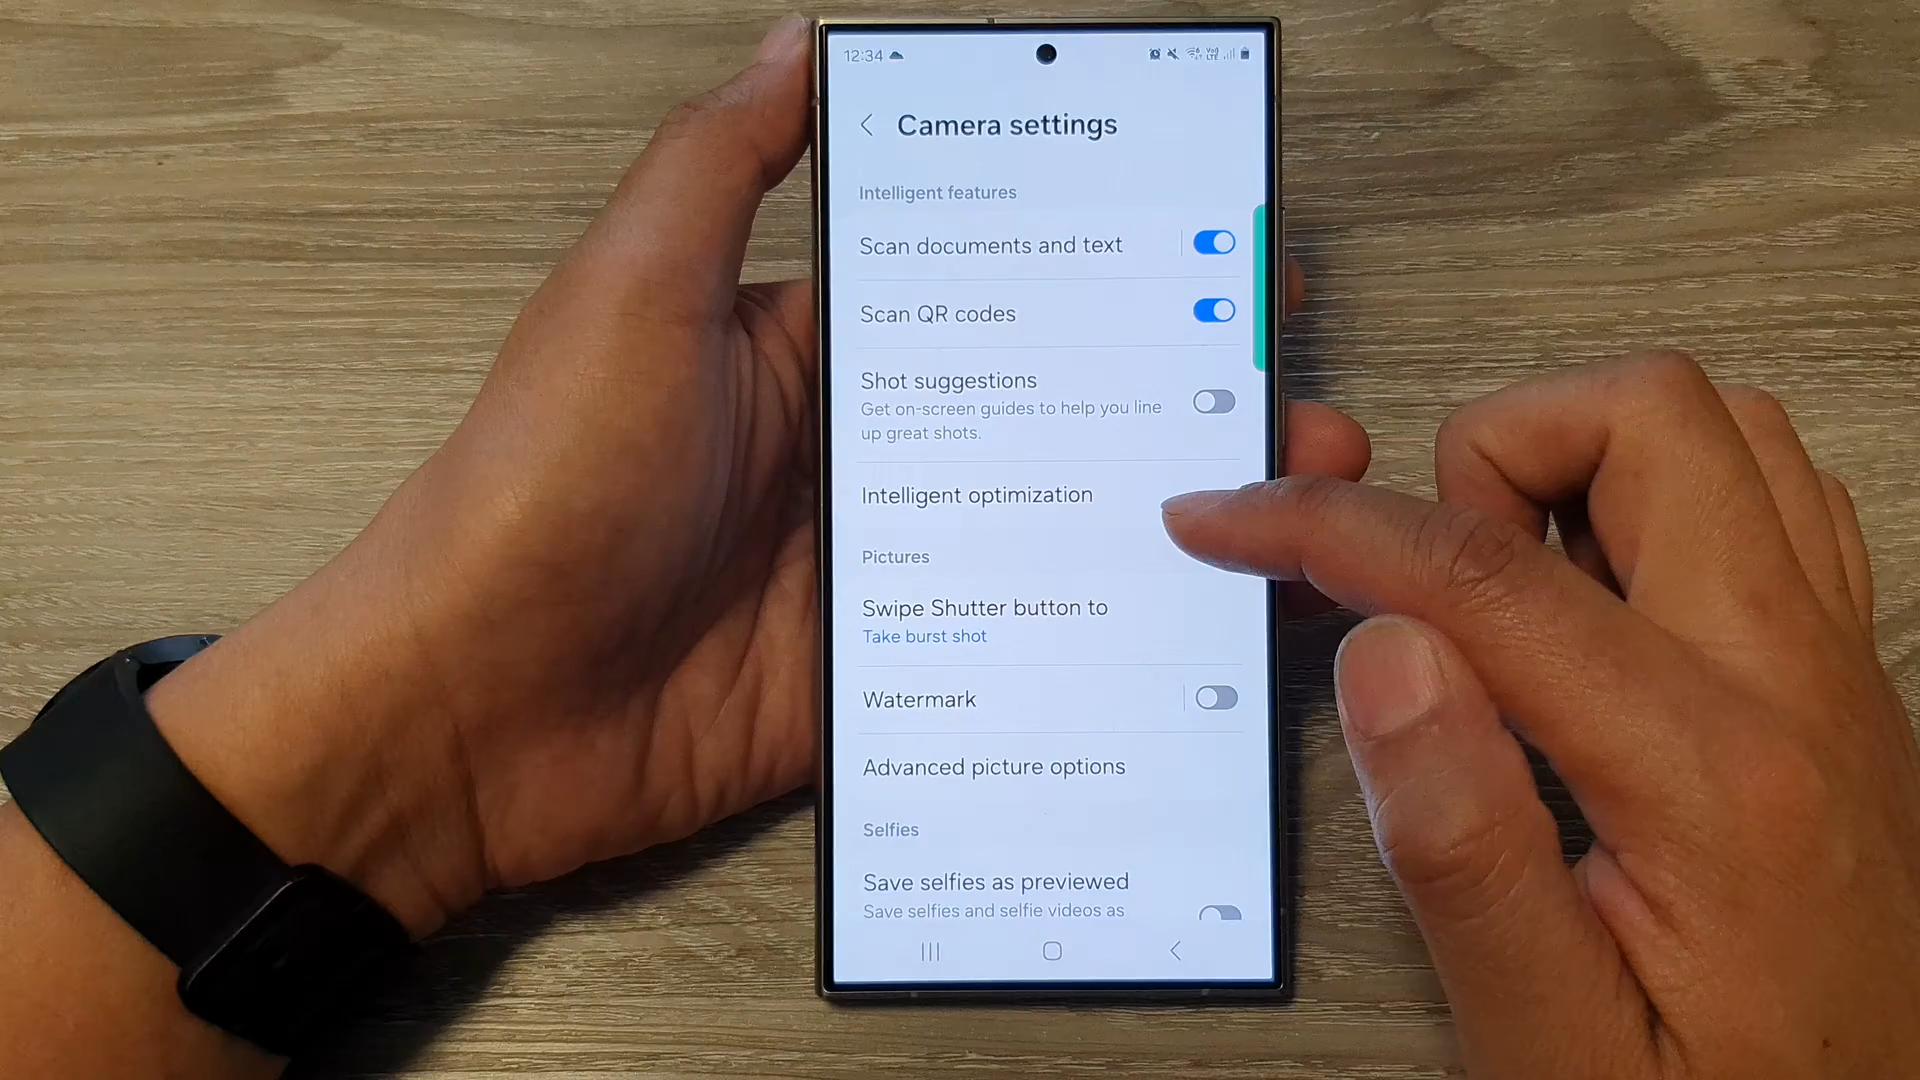 12:34
Camera settings
Intelligent features
Scan documents and text
Scan QR codes
Shot suggestions
Get on-screen guides to help you line
up great shots.
Intelligent optimization
Pictures
Swipe Shutter button to
Take burst shot
Watermark
Advanced picture options
Selfies
Save selfies as previewed
Save selfies and selfie videos as